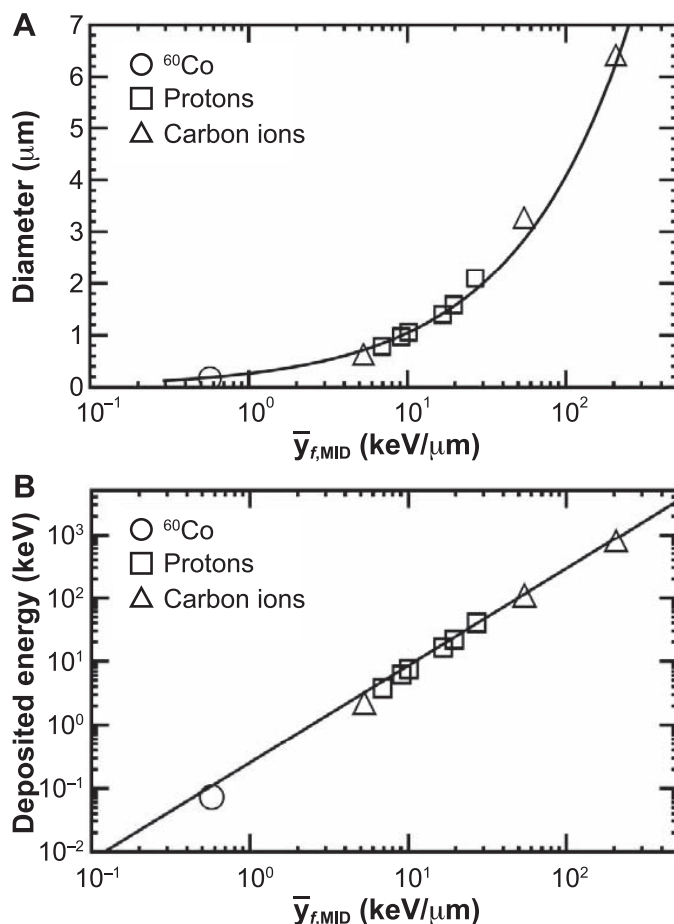 A
7
6
5
4
3
2
1
0
Diameter (μm)
⁶⁰Co
Protons
Carbon ions
10⁻¹ 10⁰ 10¹ 10²
y̅f,MID (keV/μm)
B
10³
10²
10¹
10⁰
10⁻¹
10⁻²
Deposited energy (keV)
⁶⁰Co
Protons
Carbon ions
10⁻¹ 10⁰ 10¹ 10²
y̅f,MID (keV/μm)